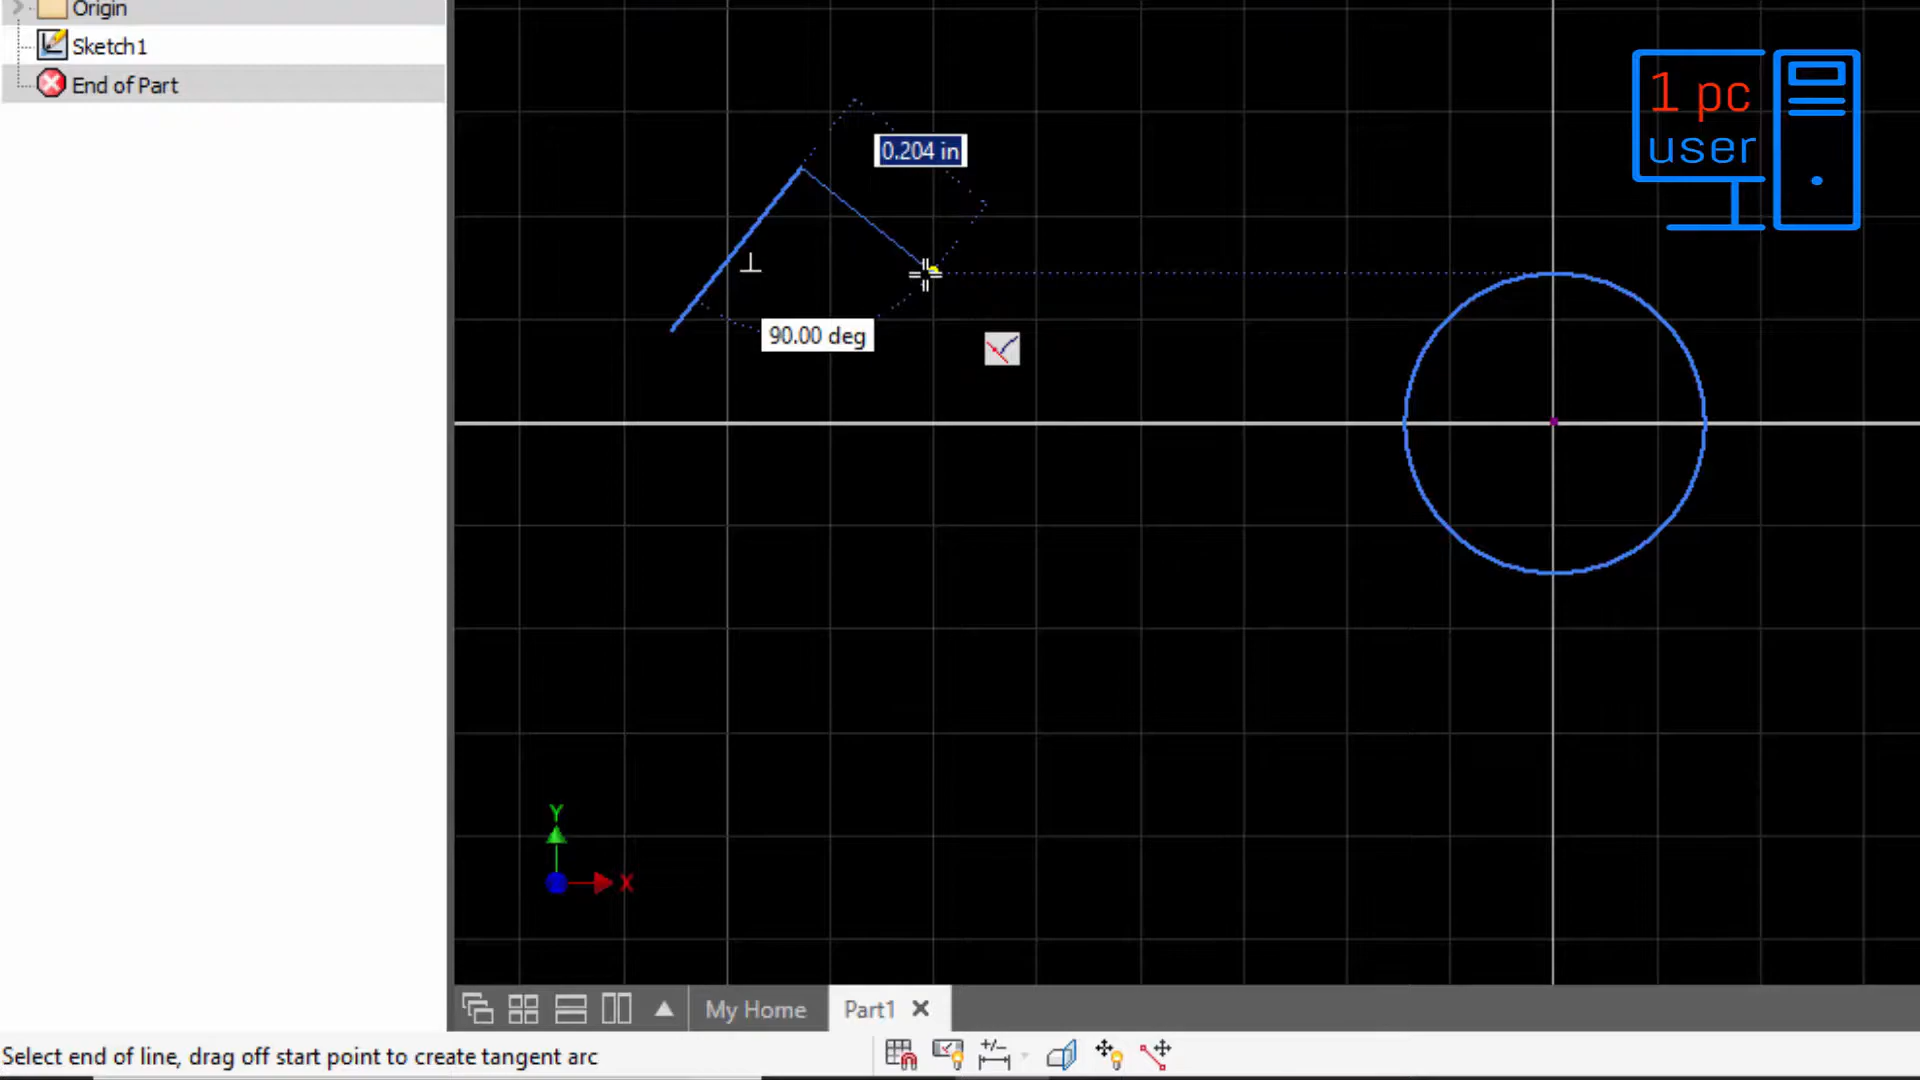 Origin
Sketch1
End of Part
1 pc
user
0.204 in
90.00 deg
Y
X
My Home
Part1
Select end of line, drag off start point to create tangent arc
+/-